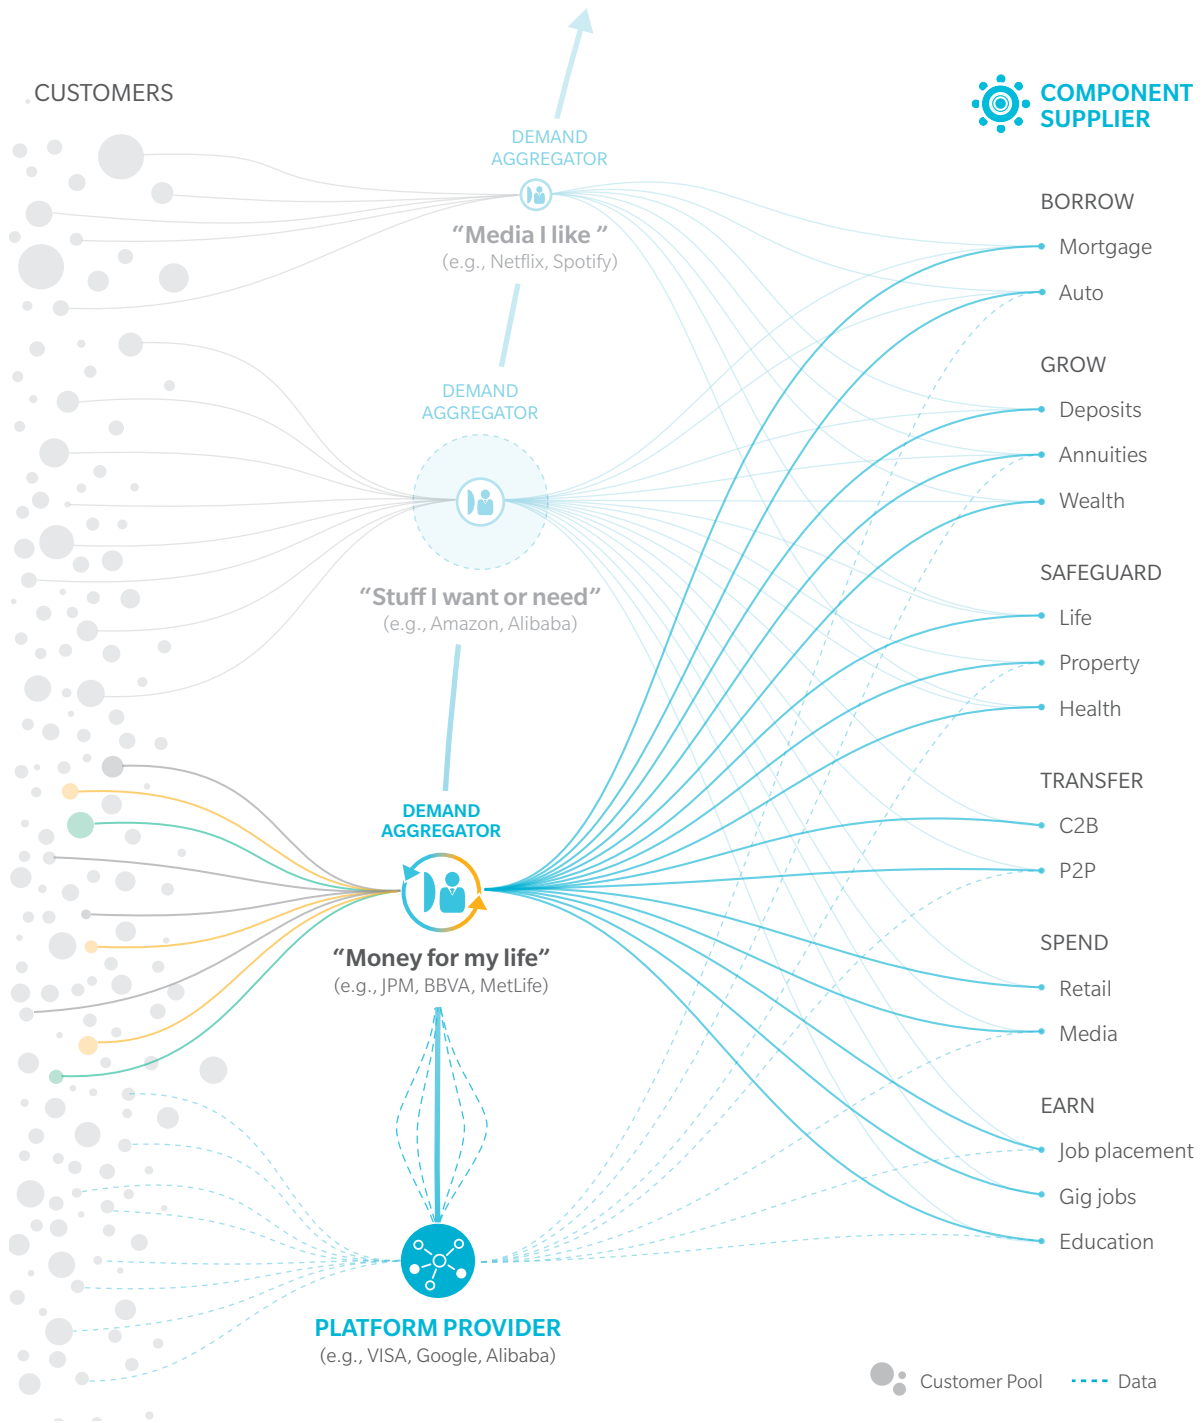 CUSTOMERS
DEMAND
AGGREGATOR
“Media I like ”
(e.g., Netflix, Spotify)
DEMAND
AGGREGATOR
“Stuff I want or need”
(e.g., Amazon, Alibaba)
DEMAND
AGGREGATOR
“Money for my life”
(e.g., JPM, BBVA, MetLife)
PLATFORM PROVIDER
(e.g., VISA, Google, Alibaba)
COMPONENT
SUPPLIER
BORROW
Mortgage
Auto
GROW
Deposits
Annuities
Wealth
SAFEGUARD
Life
Property
Health
TRANSFER
C2B
P2P
SPEND
Retail
Media
EARN
Job placement
Gig jobs
Education
Customer Pool
Data